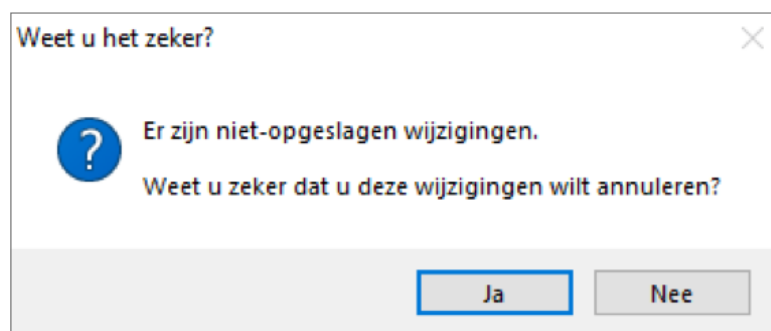 Weet u het zeker?
Er zijn niet-opgeslagen wijzigingen.
Weet u zeker dat u deze wijzigingen wilt annuleren?
Ja
Nee